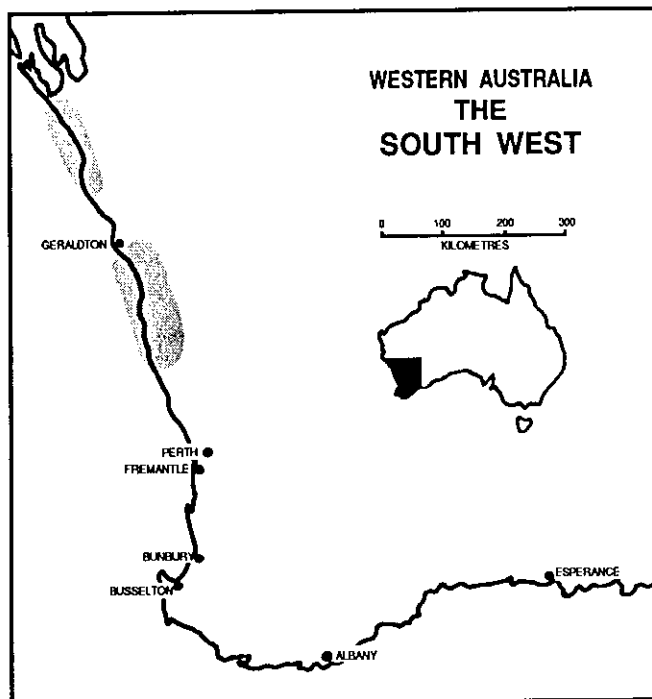 WESTERN AUSTRALIA
THE
SOUTH WEST
0 100 200 300
KILOMETRES
GERALDTON
PERTH
FREMANTLE
BUNBURY
BUSSELTON
ESPERANCE
ALBANY